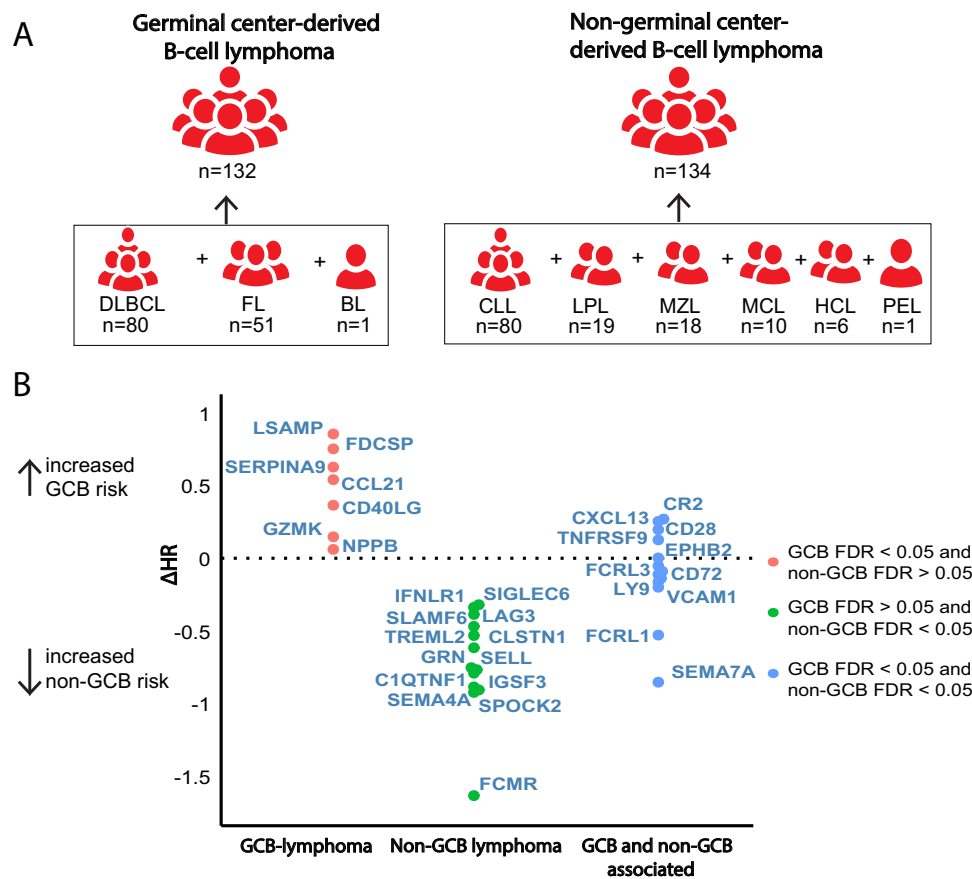 A
Germinal center-derived
B-cell lymphoma
n=132
DLBCL
n=80
+
FL
n=51
+
BL
n=1
Non-germinal center-
derived B-cell lymphoma
n=134
CLL
n=80
+
LPL
n=19
+
MZL
n=18
+
MCL
n=10
+
HCL
n=6
+
PEL
n=1
B
increased
GCB risk
increased
non-GCB risk
ΔHR
1
0.5
0
-0.5
-1
-1.5
LSAMP
FDCSP
SERPINA9
CCL21
CD40LG
GZMK
NPPB
IFNLR1
SIGLEC6
SLAMF6
LAG3
TREML2
CLSTN1
GRN
SELL
C1QTNF1
IGSF3
SEMA4A
SPOCK2
FCMR
CR2
CXCL13
CD28
TNFRSF9
EPHB2
FCRL3
CD72
LY9
VCAM1
FCRL1
SEMA7A
GCB-lymphoma
Non-GCB lymphoma
GCB and non-GCB
associated
GCB FDR < 0.05 and
non-GCB FDR > 0.05
GCB FDR > 0.05 and
non-GCB FDR < 0.05
GCB FDR < 0.05 and
non-GCB FDR < 0.05